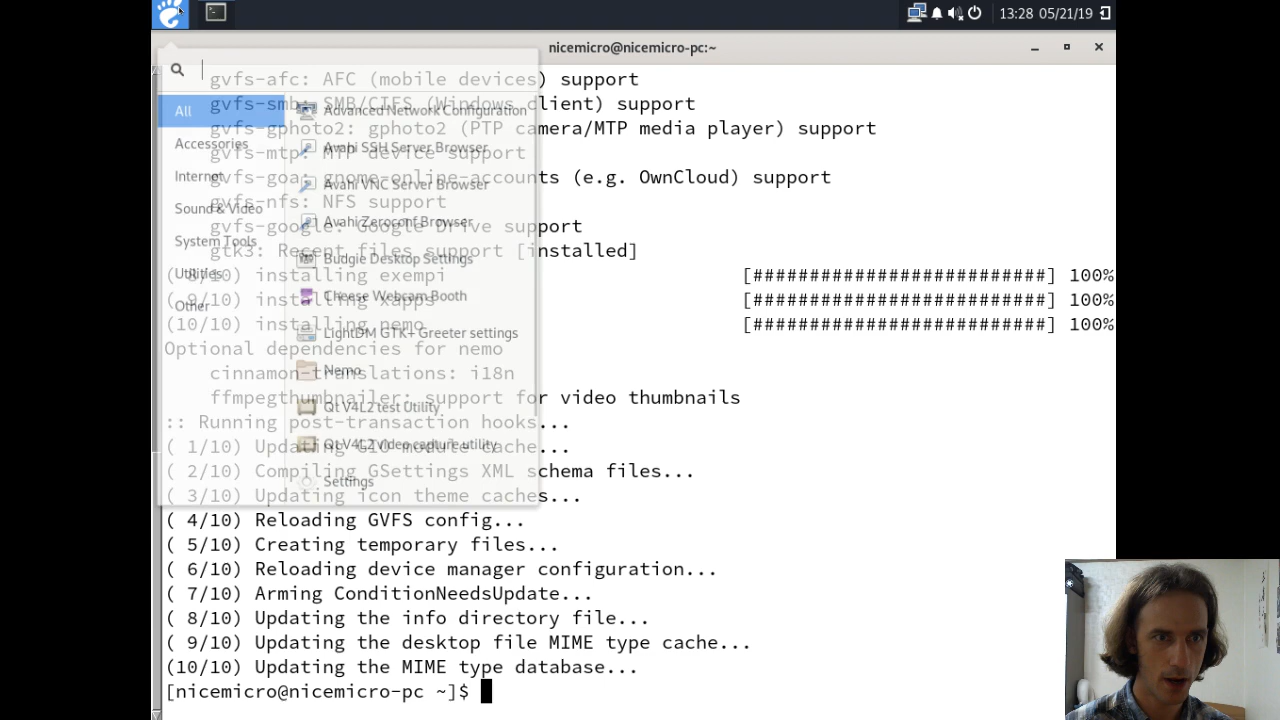 13:28 05/21/19
nicemicro@nicemicro-pc:~
gvfs-afc: AFC (mobile devices) support
gvfs-smb: SMB/CIFS (Windows client) support
gvfs-gphoto2: gphoto2 (PTP camera/MTP media player) support
gvfs-mtp: MTP device support
gvfs-goa: gnome-online-accounts (e.g. OwnCloud) support
gvfs-nfs: NFS support
gvfs-google: Google Drive support
gtk3: Recent files support [installed]
( 8/10) installing exempi [##########################] 100%
( 9/10) installing xapps [##########################] 100%
(10/10) installing nemo [##########################] 100%
Optional dependencies for nemo
cinnamon-translations: i18n
ffmpegthumbnailer: support for video thumbnails
:: Running post-transaction hooks...
( 1/10) Updating GIO module cache...
( 2/10) Compiling GSettings XML schema files...
( 3/10) Updating icon theme caches...
( 4/10) Reloading GVFS config...
( 5/10) Creating temporary files...
( 6/10) Reloading device manager configuration...
( 7/10) Arming ConditionNeedsUpdate...
( 8/10) Updating the info directory file...
( 9/10) Updating the desktop file MIME type cache...
(10/10) Updating the MIME type database...
[nicemicro@nicemicro-pc ~]$
All
Accessories
Internet
Sound & Video
System Tools
Utilities
Other
Advanced Network Configuration
Avahi SSH Server Browser
Avahi VNC Server Browser
Avahi Zeroconf Browser
Budgie Desktop Settings
Cheese Webcam Booth
LightDM GTK+ Greeter settings
Nemo
Qt V4L2 test Utility
Qt V4L2 video capture utility
Settings